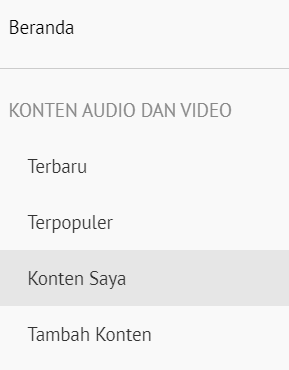 Beranda
KONTEN AUDIO DAN VIDEO
Terbaru
Terpopuler
Konten Saya
Tambah Konten